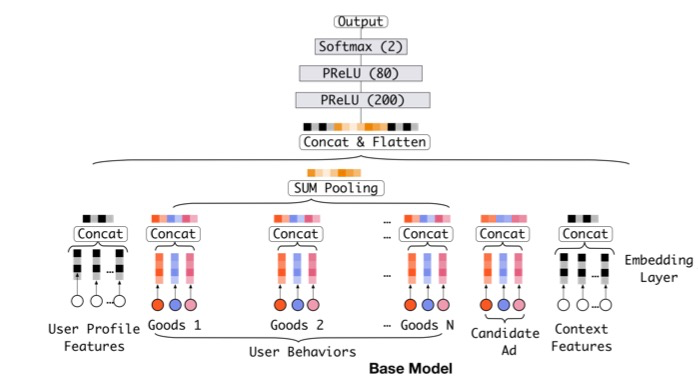 Output
Softmax (2)
PReLU (80)
PReLU (200)
Concat & Flatten
SUM Pooling
... 
Concat Concat Concat ... Concat Concat Concat
Embedding
Layer
... ... ... ...
User Profile
Features
Goods 1 Goods 2 ... Goods N
Candidate
Ad
Context
Features
User Behaviors
Base Model